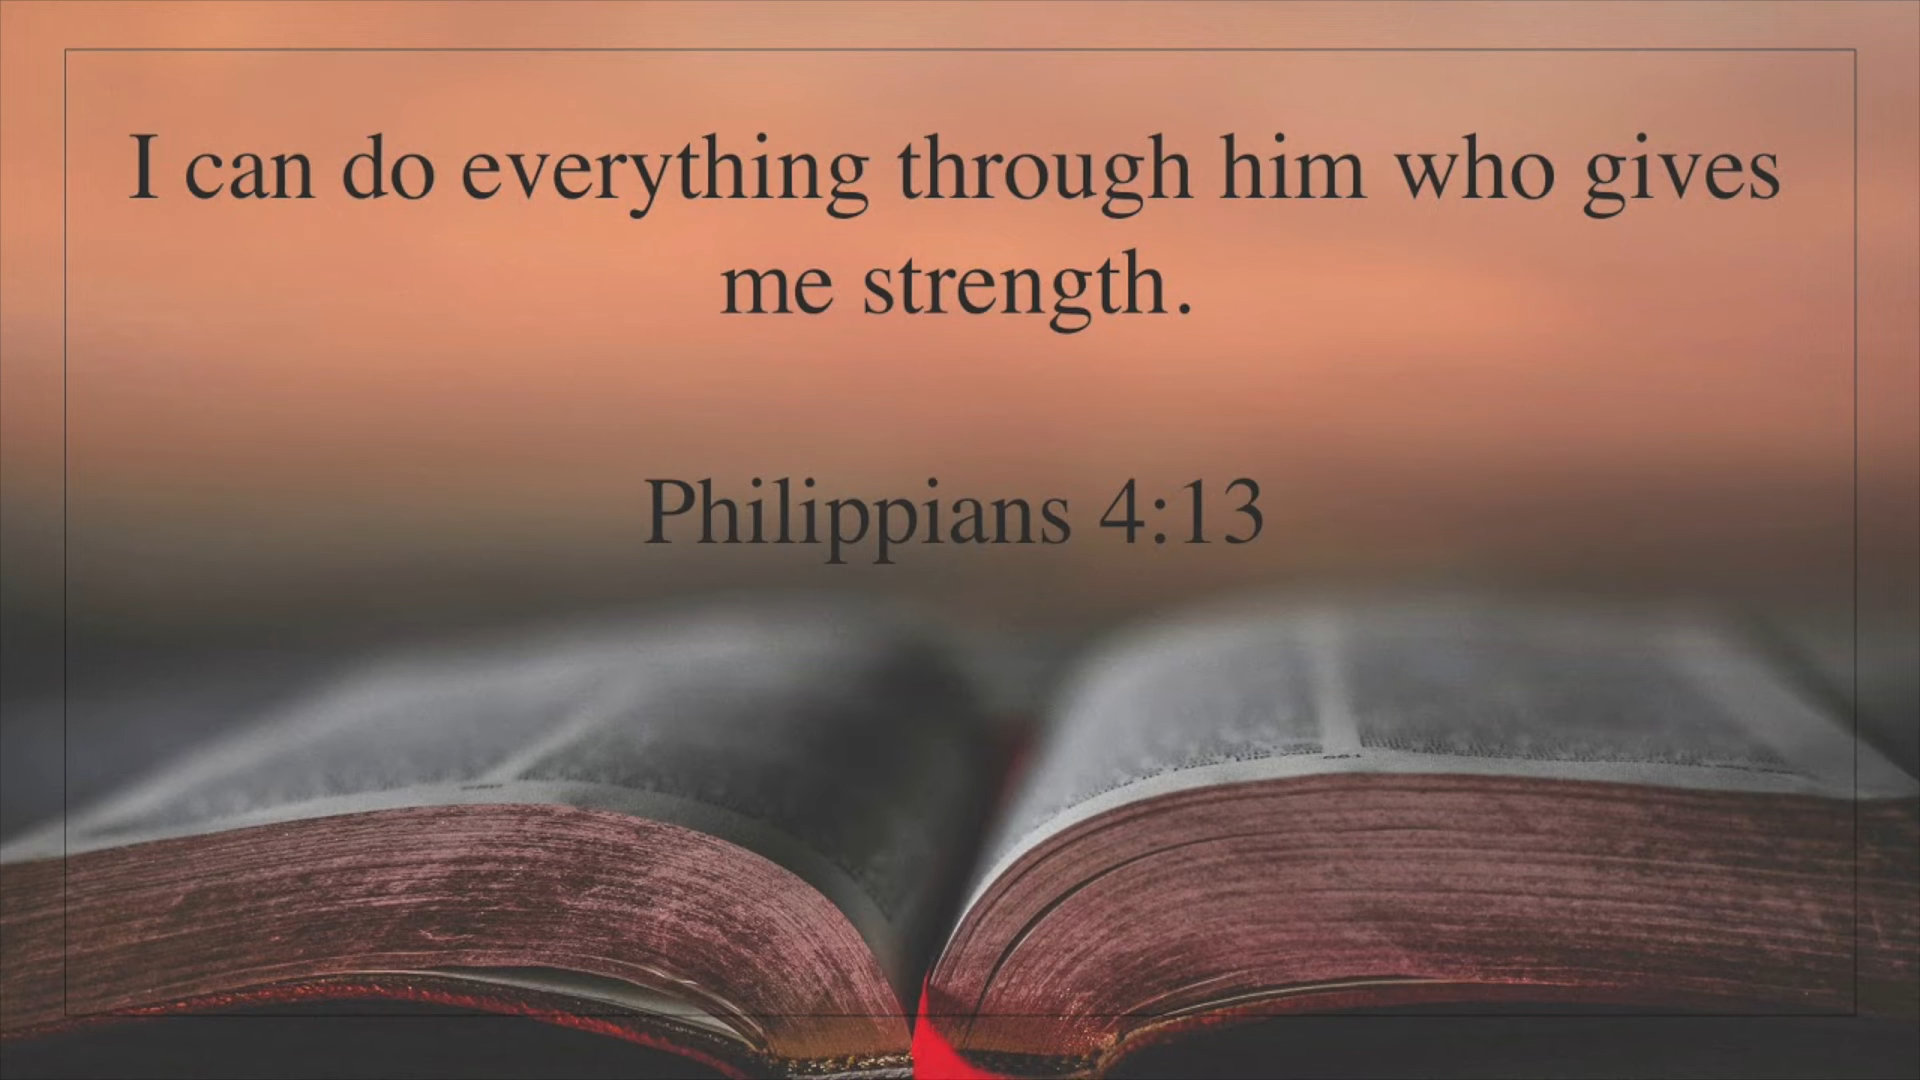 I can do everything through him who gives
me strength.
Philippians 4:13